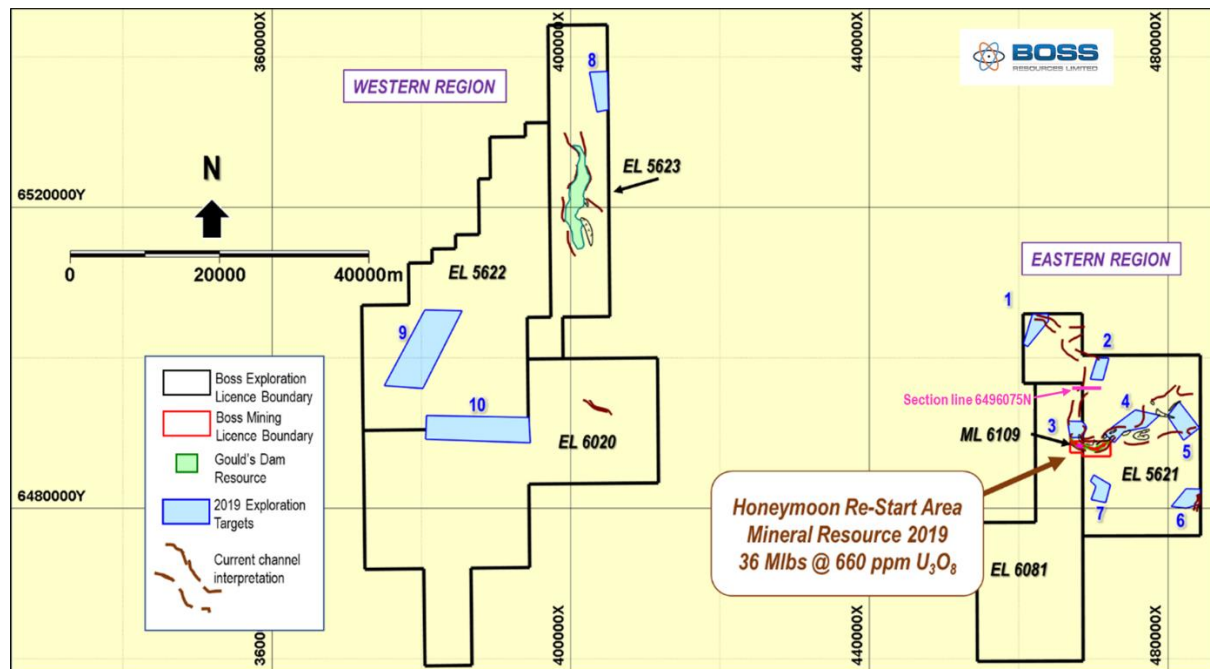 360000X
400000X
440000X
480000X
BOSS
RESOURCES LIMITED
WESTERN REGION
8
EL 5623
N
6520000Y
0 20000 40000m
EL 5622
EASTERN REGION
1
9
2
Section line 6496075N
10
EL 6020
3
4
ML 6109
5
EL 5621
6480000Y
7
6
Honeymoon Re-Start Area
Mineral Resource 2019
36 Mlbs @ 660 ppm U₃O₈
EL 6081
Boss Exploration
Licence Boundary
Boss Mining
Licence Boundary
Gould's Dam
Resource
2019 Exploration
Targets
Current channel
interpretation
400000X
440000X
480000X